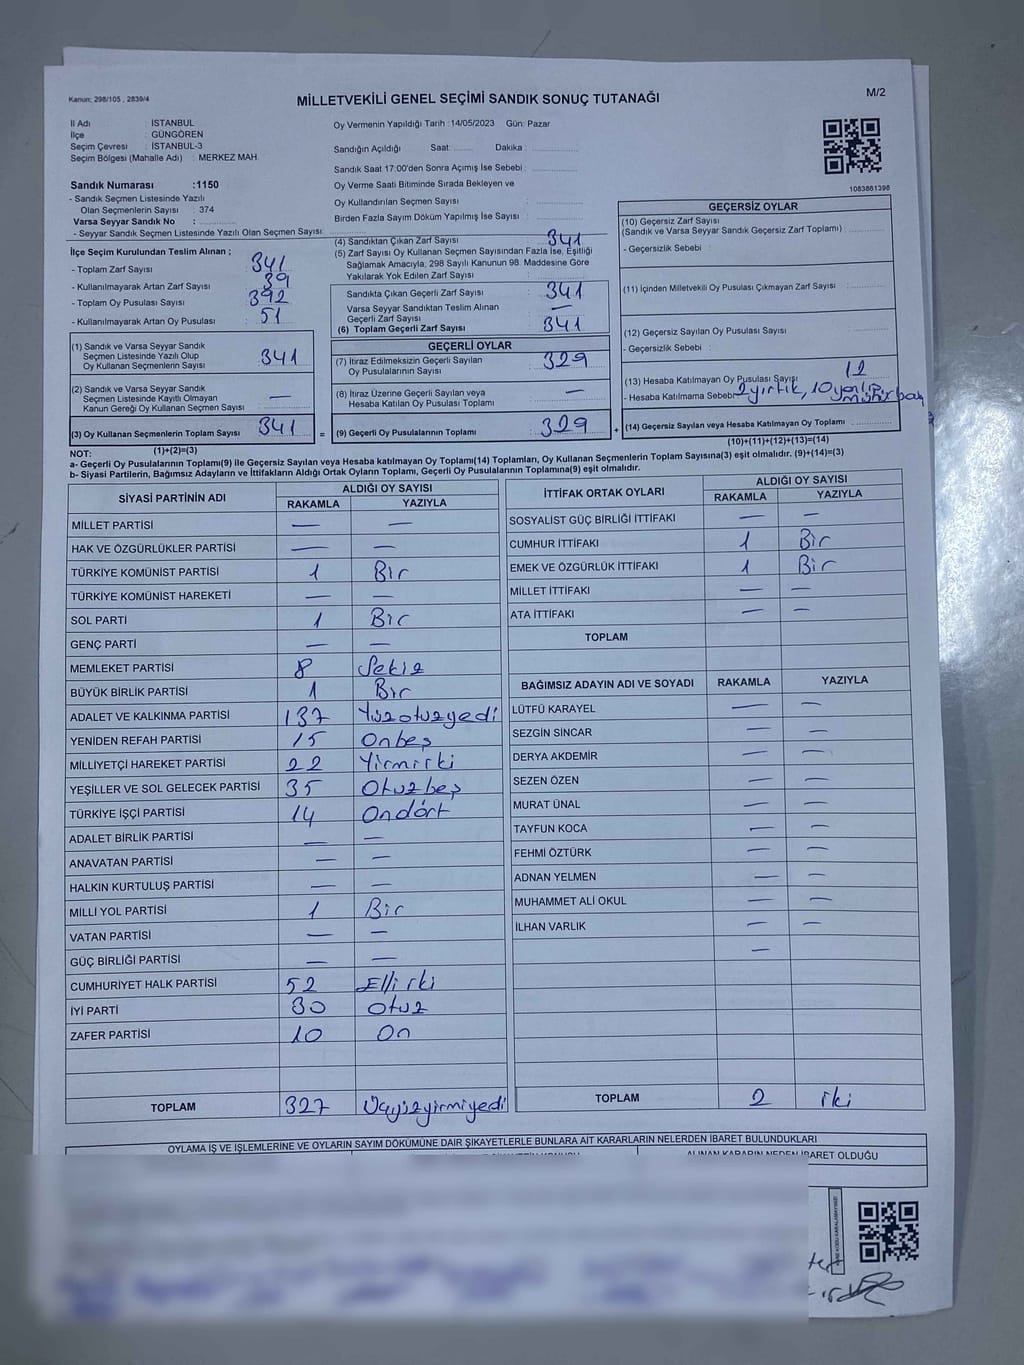 Kanun: 298/105 , 2839/4
MİLLETVEKİLİ GENEL SEÇİMİ SANDIK SONUÇ TUTANAĞI
M/2
İl Adı : İSTANBUL
İlçe : GÜNGÖREN
Seçim Çevresi : İSTANBUL-3
Seçim Bölgesi (Mahalle Adı) : MERKEZ MAH.
Sandık Numarası :1150
- Sandık Seçmen Listesinde Yazılı
Olan Seçmenlerin Sayısı : 374
Varsa Seyyar Sandık No :
- Seyyar Sandık Seçmen Listesinde Yazılı Olan Seçmen Sayısı
Oy Vermenin Yapıldığı Tarih :14/05/2023 Gün: Pazar
Sandığın Açıldığı Saat: Dakika :
Sandık Saat 17:00'den Sonra Açımış İse Sebebi :
Oy Verme Saati Bitiminde Sırada Bekleyen ve
Oy Kullandırılan Seçmen Sayısı :
Birden Fazla Sayım Döküm Yapılmış İse Sayısı :
1083861398
İlçe Seçim Kurulundan Teslim Alınan ;
- Toplam Zarf Sayısı : 341
- Kullanılmayarak Artan Zarf Sayısı : 39
- Toplam Oy Pusulası Sayısı : 392
- Kullanılmayarak Artan Oy Pusulası : 51
(1) Sandık ve Varsa Seyyar Sandık
Seçmen Listesinde Yazılı Olup
Oy Kullanan Seçmenlerin Sayısı : 341
(2) Sandık ve Varsa Seyyar Sandık
Seçmen Listesinde Kayıtlı Olmayan
Kanun Gereği Oy Kullanan Seçmen Sayısı : —
(3) Oy Kullanan Seçmenlerin Toplam Sayısı : 341
(1)+(2)=(3)
(4) Sandıktan Çıkan Zarf Sayısı : 341
(5) Zarf Sayısı Oy Kullanan Seçmen Sayısından Fazla İse, Eşitliği
Sağlamak Amacıyla, 298 Sayılı Kanunun 98. Maddesine Göre
Yakılarak Yok Edilen Zarf Sayısı :
Sandıkta Çıkan Geçerli Zarf Sayısı : 341
Varsa Seyyar Sandıktan Teslim Alınan
Geçerli Zarf Sayısı : —
(6) Toplam Geçerli Zarf Sayısı : 341
GEÇERLİ OYLAR
(7) İtiraz Edilmeksizin Geçerli Sayılan
Oy Pusulalarının Sayısı : 329
(8) İtiraz Üzerine Geçerli Sayılan veya
Hesaba Katılan Oy Pusulası Toplamı : —
= (9) Geçerli Oy Pusulalarının Toplamı : 329
GEÇERSİZ OYLAR
(10) Geçersiz Zarf Sayısı
(Sandık ve Varsa Seyyar Sandık Geçersiz Zarf Toplamı) :
- Geçersizlik Sebebi :
(11) İçinden Milletvekili Oy Pusulası Çıkmayan Zarf Sayısı :
(12) Geçersiz Sayılan Oy Pusulası Sayısı :
- Geçersizlik Sebebi :
(13) Hesaba Katılmayan Oy Pusulası Sayısı : 12
- Hesaba Katılmama Sebebi : 2 yırtık, 10
+ (14) Geçersiz Sayılan veya Hesaba Katılmayan Oy Toplamı
(10)+(11)+(12)+(13)=(14)
NOT:
a- Geçerli Oy Pusulalarının Toplamı(9) ile Geçersiz Sayılan veya Hesaba katılmayan Oy Toplamı(14) Toplamları, Oy Kullanan Seçmenlerin Toplam Sayısına(3) eşit olmalıdır. (9)+(14)=(3)
b- Siyasi Partilerin, Bağımsız Adayların ve İttifakların Aldığı Ortak Oyların Toplamı, Geçerli Oy Pusulalarının Toplamına(9) eşit olmalıdır.
SİYASİ PARTİNİN ADI
ALDIĞI OY SAYISI
RAKAMLA YAZIYLA
MİLLET PARTİSİ — —
HAK VE ÖZGÜRLÜKLER PARTİSİ — —
TÜRKİYE KOMÜNİST PARTİSİ 1 Bir
TÜRKİYE KOMÜNİST HAREKETİ — —
SOL PARTİ 1 Bir
GENÇ PARTİ — —
MEMLEKET PARTİSİ 8 Sekiz
BÜYÜK BİRLİK PARTİSİ 1 Bir
ADALET VE KALKINMA PARTİSİ 137 Yüzotuzyedi
YENİDEN REFAH PARTİSİ 15 Onbeş
MİLLİYETÇİ HAREKET PARTİSİ 22 Yirmiiki
YEŞİLLER VE SOL GELECEK PARTİSİ 35 Otuzbeş
TÜRKİYE İŞÇİ PARTİSİ 14 Ondört
ADALET BİRLİK PARTİSİ — —
ANAVATAN PARTİSİ — —
HALKIN KURTULUŞ PARTİSİ — —
MİLLİ YOL PARTİSİ 1 Bir
VATAN PARTİSİ — —
GÜÇ BİRLİĞİ PARTİSİ — —
CUMHURİYET HALK PARTİSİ 52 Elliiki
İYİ PARTİ 30 Otuz
ZAFER PARTİSİ 10 On
TOPLAM 327 Üçyüzyirmiyedi
İTTİFAK ORTAK OYLARI
ALDIĞI OY SAYISI
RAKAMLA YAZIYLA
SOSYALİST GÜÇ BİRLİĞİ İTTİFAKI — —
CUMHUR İTTİFAKI 1 Bir
EMEK VE ÖZGÜRLÜK İTTİFAKI 1 Bir
MİLLET İTTİFAKI — —
ATA İTTİFAKI — —
TOPLAM
BAĞIMSIZ ADAYIN ADI VE SOYADI RAKAMLA YAZIYLA
LÜTFÜ KARAYEL — —
SEZGİN SİNCAR — —
DERYA AKDEMİR — —
SEZEN ÖZEN — —
MURAT ÜNAL — —
TAYFUN KOCA — —
FEHMİ ÖZTÜRK — —
ADNAN YELMEN — —
MUHAMMET ALİ OKUL — —
İLHAN VARLIK — —
—
TOPLAM 2 iki
OYLAMA İŞ VE İŞLEMLERİNE VE OYLARIN SAYIM DÖKÜMÜNE DAİR ŞİKAYETLERLE BUNLARA AİT KARARLARIN NELERDEN İBARET BULUNDUKLARI
ALINAN KARARIN NEDEN İBARET OLDUĞU